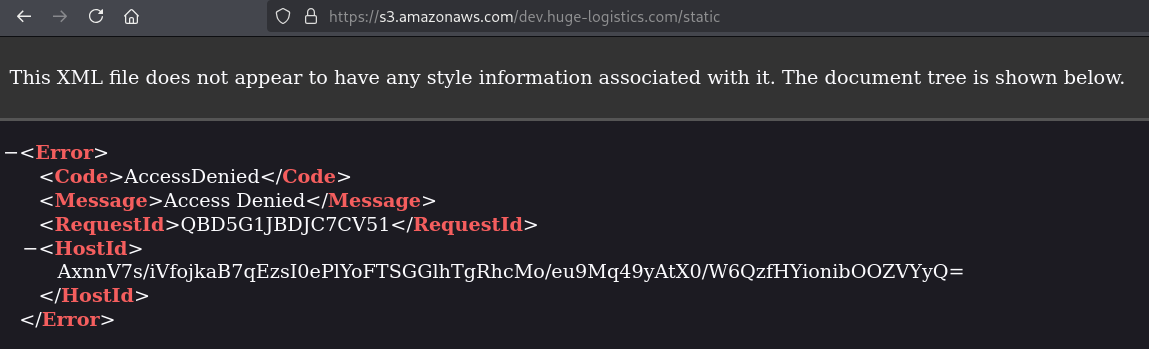 https://s3.amazonaws.com/dev.huge-logistics.com/static
This XML file does not appear to have any style information associated with it. The document tree is shown below.
−<Error>
<Code>AccessDenied</Code>
<Message>Access Denied</Message>
<RequestId>QBD5G1JBDJC7CV51</RequestId>
−<HostId>
AxnnV7s/iVfojkaB7qEzsI0ePlYoFTSGGlhTgRhcMo/eu9Mq49yAtX0/W6QzfHYionibOOZVYyQ=
</HostId>
</Error>